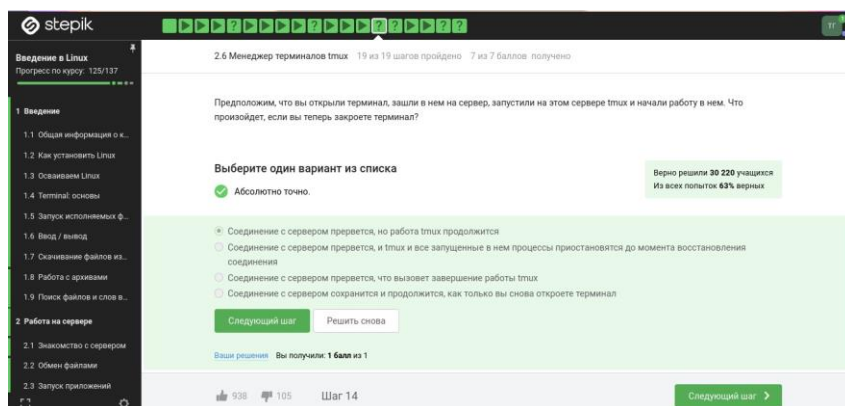 stepik
ТГ
Введение в Linux
Прогресс по курсу: 125/137
1 Введение
1.1 Общая информация о к...
1.2 Как установить Linux
1.3 Осваиваем Linux
1.4 Terminal: основы
1.5 Запуск исполняемых ф...
1.6 Ввод / вывод
1.7 Скачивание файлов из...
1.8 Работа с архивами
1.9 Поиск файлов и слов в...
2 Работа на сервере
2.1 Знакомство с сервером
2.2 Обмен файлами
2.3 Запуск приложений
2.6 Менеджер терминалов tmux 19 из 19 шагов пройдено 7 из 7 баллов получено
Предположим, что вы открыли терминал, зашли в нем на сервер, запустили на этом сервере tmux и начали работу в нем. Что
произойдет, если вы теперь закроете терминал?
Выберите один вариант из списка
Абсолютно точно.
Верно решили 30 220 учащихся
Из всех попыток 63% верных
Соединение с сервером прервется, но работа tmux продолжится
Соединение с сервером прервется, и tmux и все запущенные в нем процессы приостановятся до момента восстановления
соединения
Соединение с сервером прервется, что вызовет завершение работы tmux
Соединение с сервером сохранится и продолжится, как только вы снова откроете терминал
Следующий шаг Решить снова
Ваши решения Вы получили: 1 балл из 1
938 105 Шаг 14 Следующий шаг